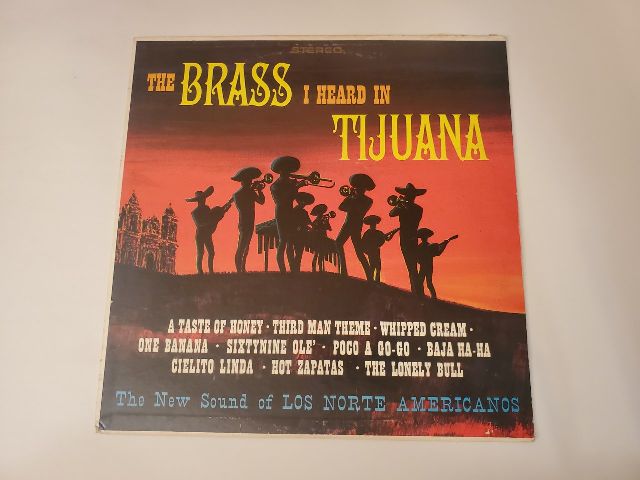 STEREO
THE BRASS I HEARD IN
TIJUANA
A TASTE OF HONEY · THIRD MAN THEME · WHIPPED CREAM ·
ONE BANANA · SIXTYNINE OLE' · POCO A GO-GO · BAJA HA-HA
CIELITO LINDA · HOT ZAPATAS · THE LONELY BULL
The New Sound of LOS NORTE AMERICANOS